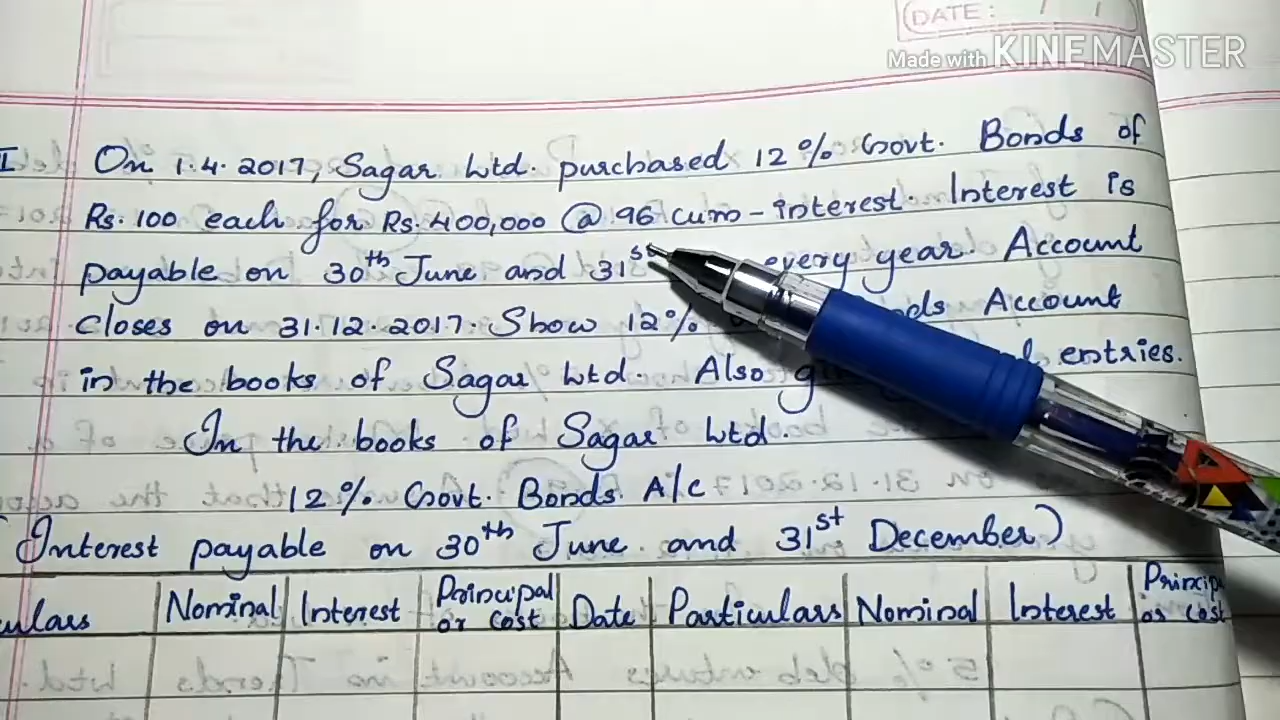 DATE: / /
Made with KINEMASTER
I On 1.4.2017, Sagar Ltd. purchased 12% Govt. Bonds of
Rs. 100 each for Rs. 400,000 @ 96 cum-interest. Interest is
payable on 30th June and 31st every year. Account
closes on 31.12.2017. Show 12% Account
in the books of Sagar Ltd. Also entries.
In the books of Sagar Ltd.
12% Govt. Bonds A/c
(Interest payable on 30th June and 31st December)
culars Nominal Interest Principal or cost Date Particulars Nominal Interest Princip or cost